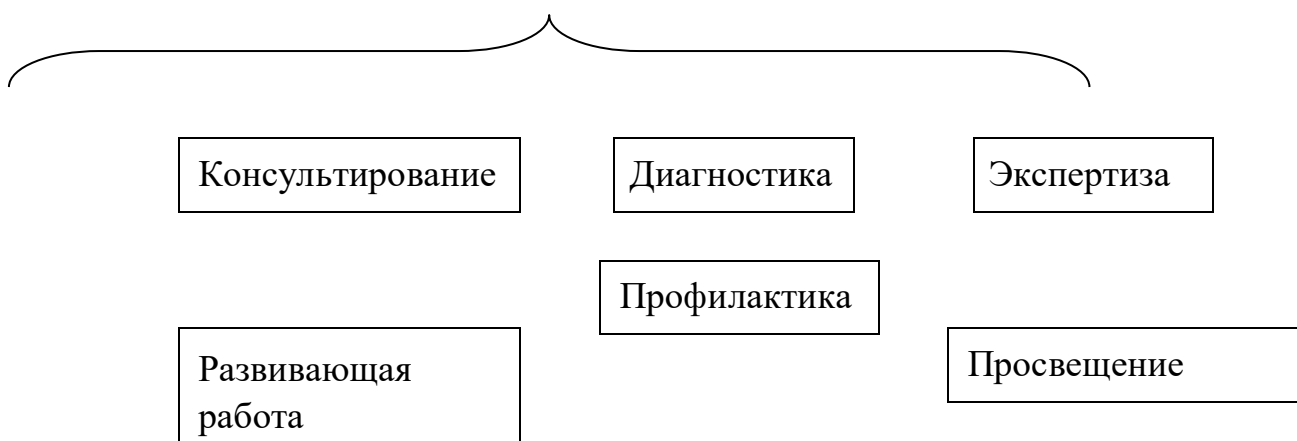 Консультирование
Диагностика
Экспертиза
Профилактика
Развивающая
работа
Просвещение